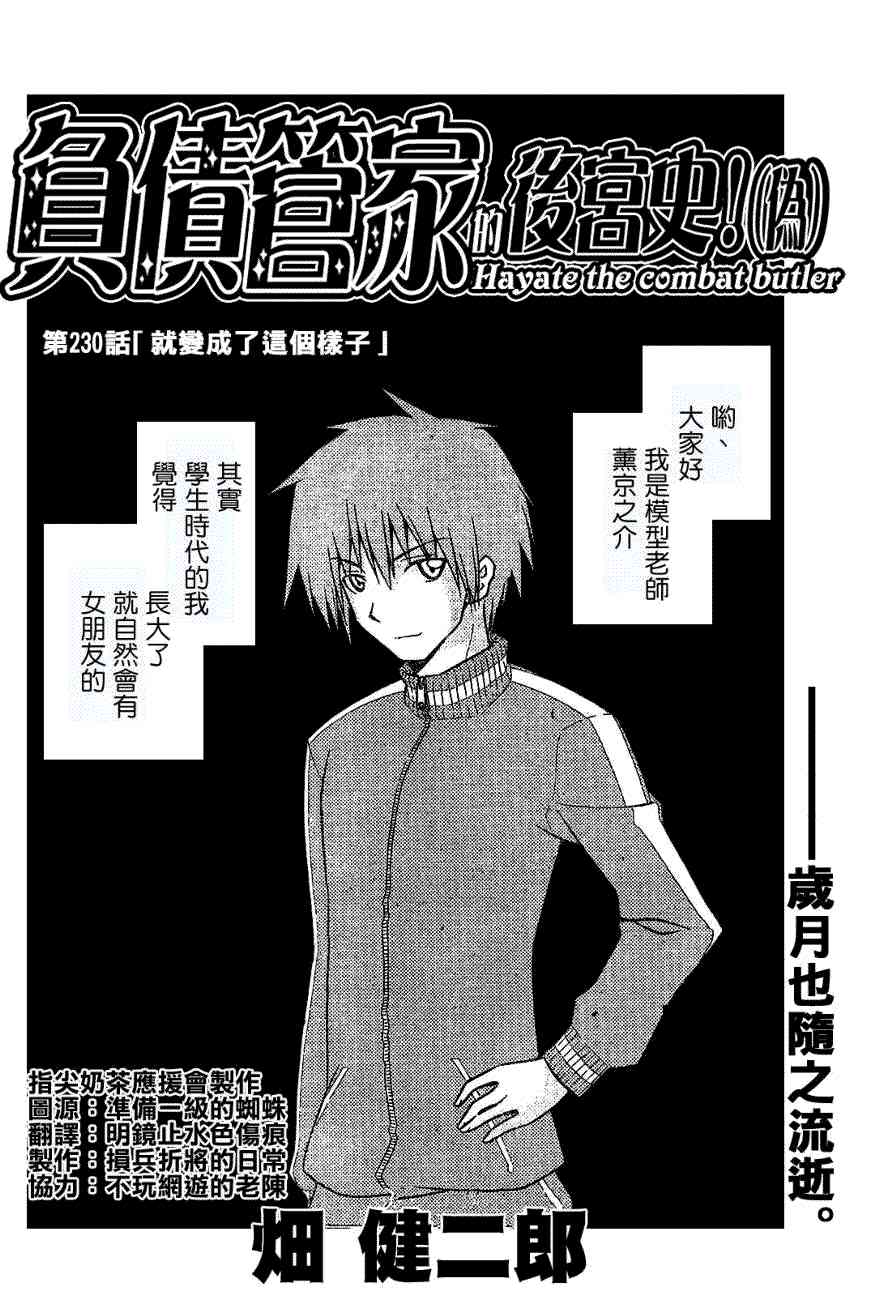 負債管家的後宮史!(偽)
Hayate the combat butler
第230話「就變成了這個樣子」
喲、
大家好
我是模型老師
薰京之介
其實
學生時代的我
覺得
長大了
就自然會有
女朋友的
——歲月也隨之流逝。
指尖奶茶應援會製作
圖源：準備一級的蜘蛛
翻譯：明鏡止水的色傷痕
製作：損兵折將的日常
協力：不玩網遊的老陳
畑 健二郎